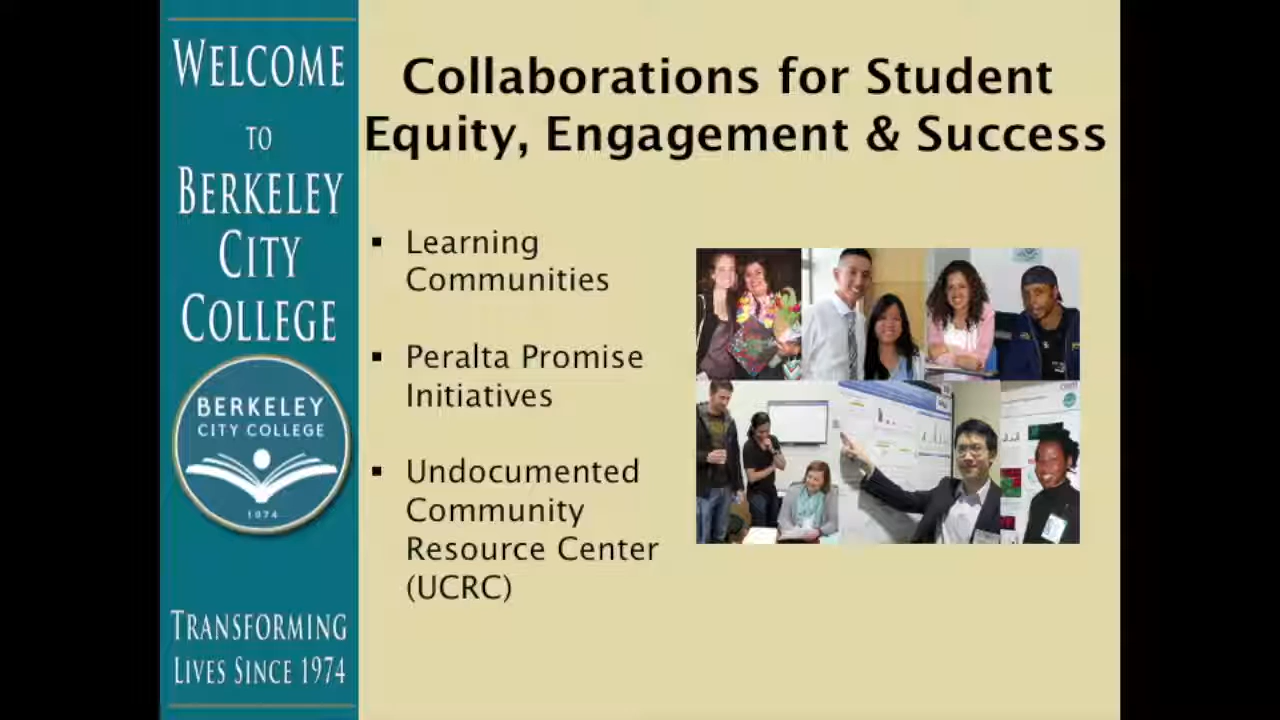 WELCOME
TO
BERKELEY
CITY
COLLEGE
BERKELEY
CITY COLLEGE
1974
TRANSFORMING
LIVES SINCE 1974
Collaborations for Student
Equity, Engagement & Success
▪ Learning
Communities
▪ Peralta Promise
Initiatives
▪ Undocumented
Community
Resource Center
(UCRC)